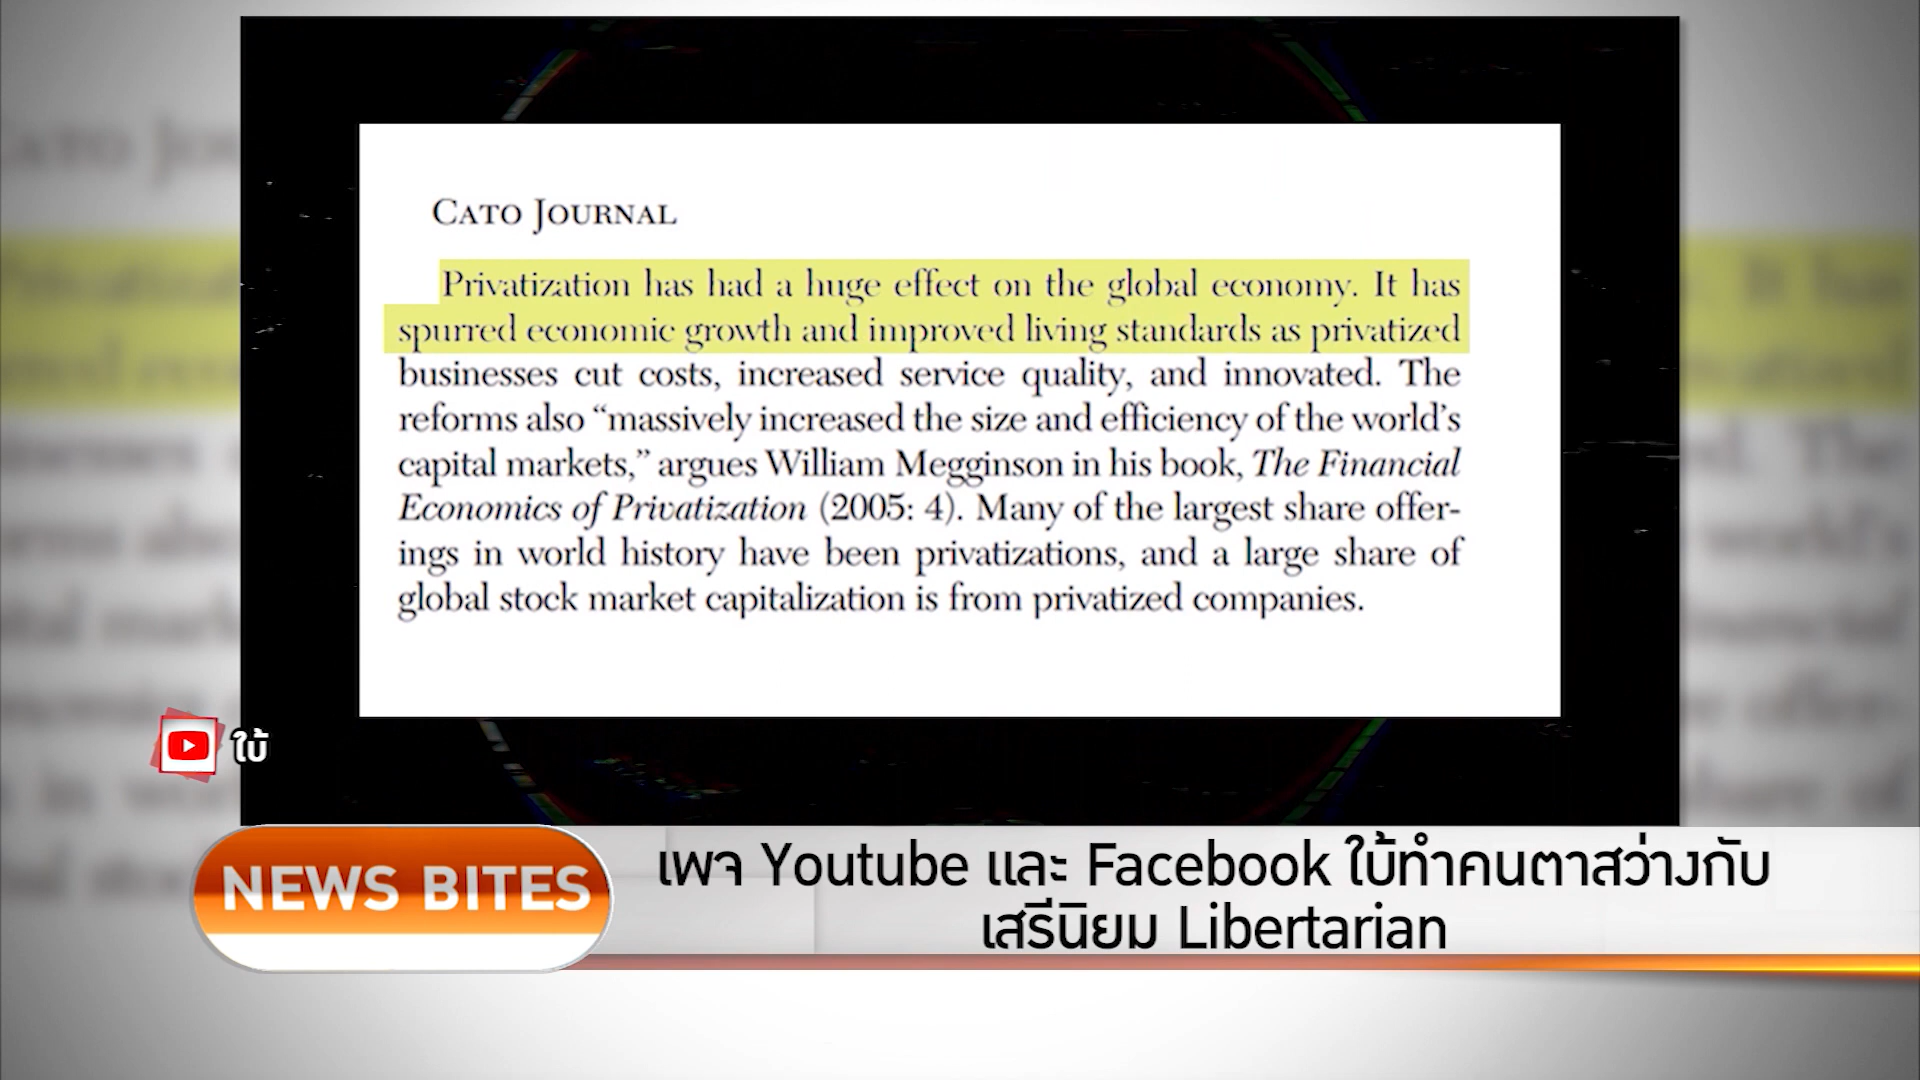 CATO JOURNAL
Privatization has had a huge effect on the global economy. It has
spurred economic growth and improved living standards as privatized
businesses cut costs, increased service quality, and innovated. The
reforms also “massively increased the size and efficiency of the world’s
capital markets,” argues William Megginson in his book, The Financial
Economics of Privatization (2005: 4). Many of the largest share offer-
ings in world history have been privatizations, and a large share of
global stock market capitalization is from privatized companies.
ใบ้
NEWS BITES
เพจ Youtube และ Facebook ใบ้ทำคนตาสว่างกับ
เสรีนิยม Libertarian